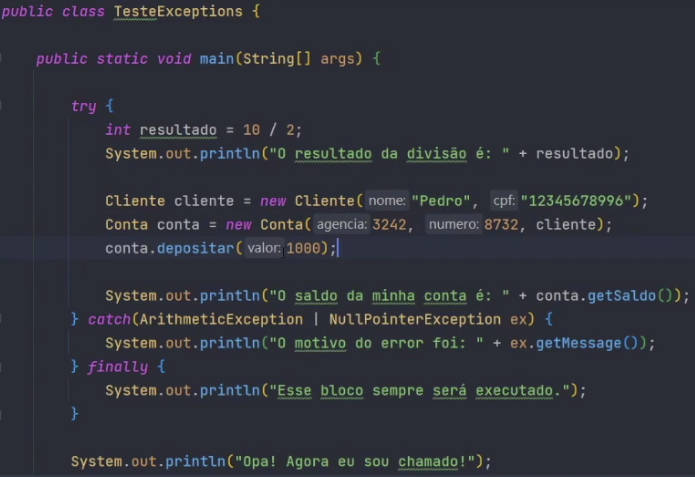 public class TesteExceptions {
public static void main(String[] args) {
try {
int resultado = 10 / 2;
System.out.println("O resultado da divisão é: " + resultado);
Cliente cliente = new Cliente( nome: "Pedro", cpf: "12345678996");
Conta conta = new Conta( agencia: 3242, numero: 8732, cliente);
conta.depositar( valor: 1000);
System.out.println("O saldo da minha conta é: " + conta.getSaldo());
} catch(ArithmeticException | NullPointerException ex) {
System.out.println("O motivo do error foi: " + ex.getMessage());
} finally {
System.out.println("Esse bloco sempre será executado.");
}
System.out.println("Opa! Agora eu sou chamado!");